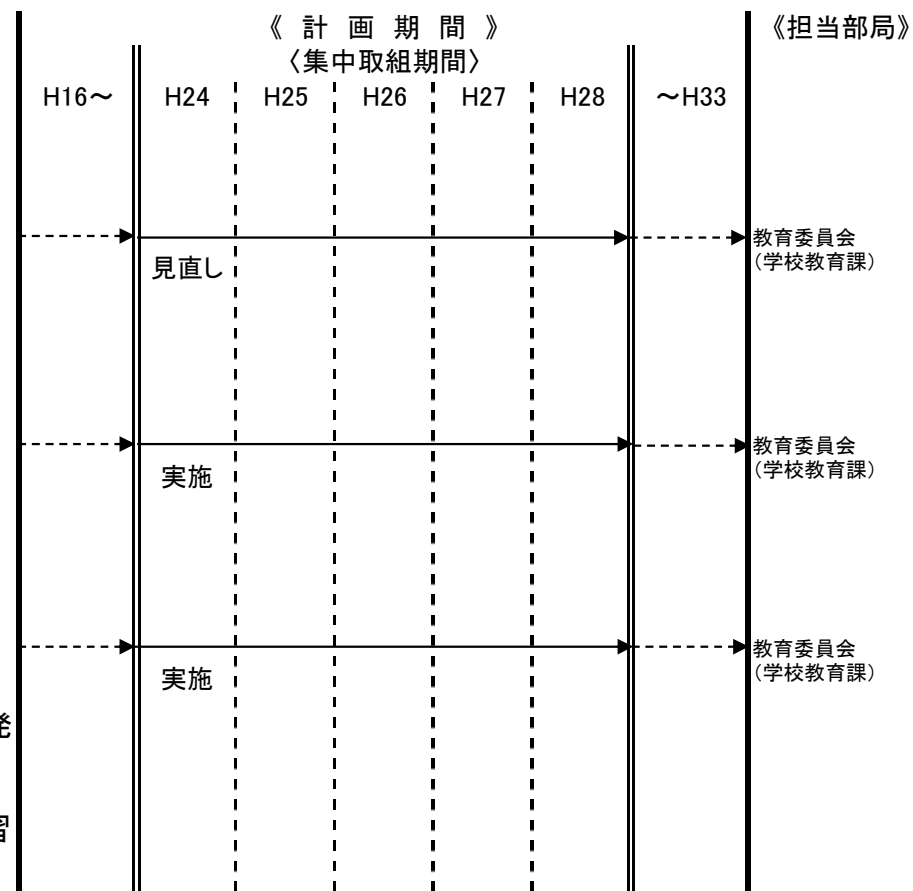 《 計 画 期 間 》
《担当部局》
〈集中取組期間〉
H16～ H24 H25 H26 H27 H28 ～H33
教育委員会
（学校教育課）
見直し
教育委員会
（学校教育課）
実施
教育委員会
（学校教育課）
実施
発
習